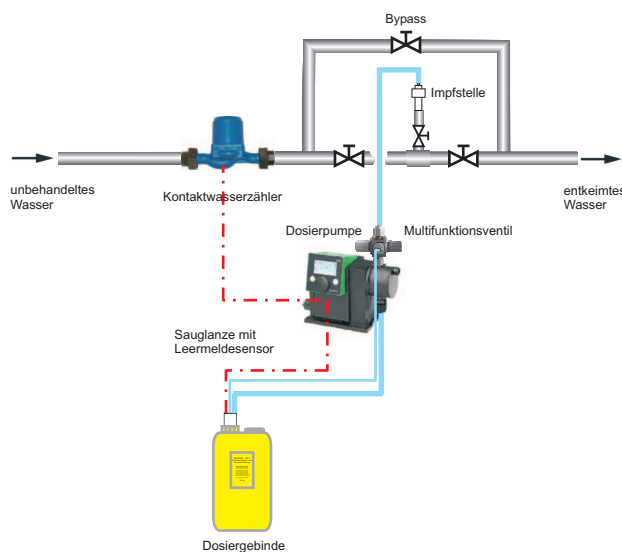 Bypass
Impfstelle
unbehandeltes
Wasser
Kontaktwasserzähler
entkeimtes
Wasser
Dosierpumpe
Multifunktionsventil
Sauglanze mit
Leermeldesensor
Dosiergebinde